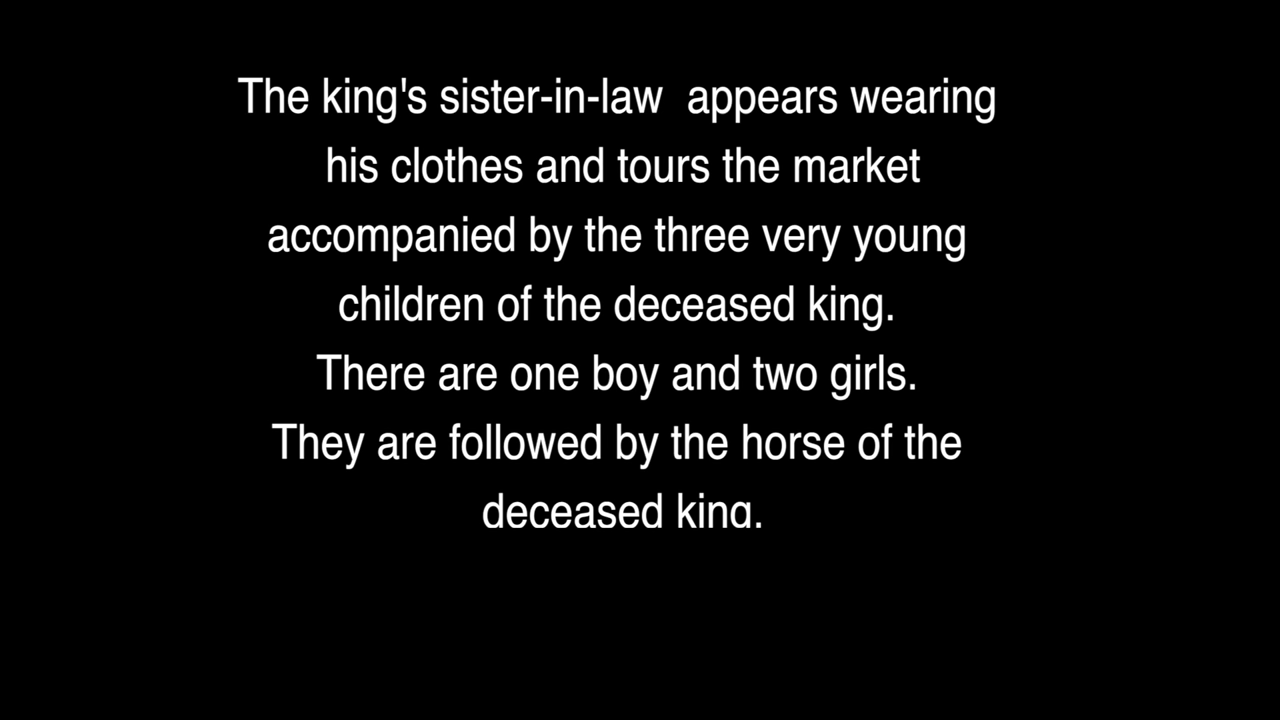 The king's sister-in-law  appears wearing
his clothes and tours the market
accompanied by the three very young
children of the deceased king.
There are one boy and two girls.
They are followed by the horse of the
deceased king.